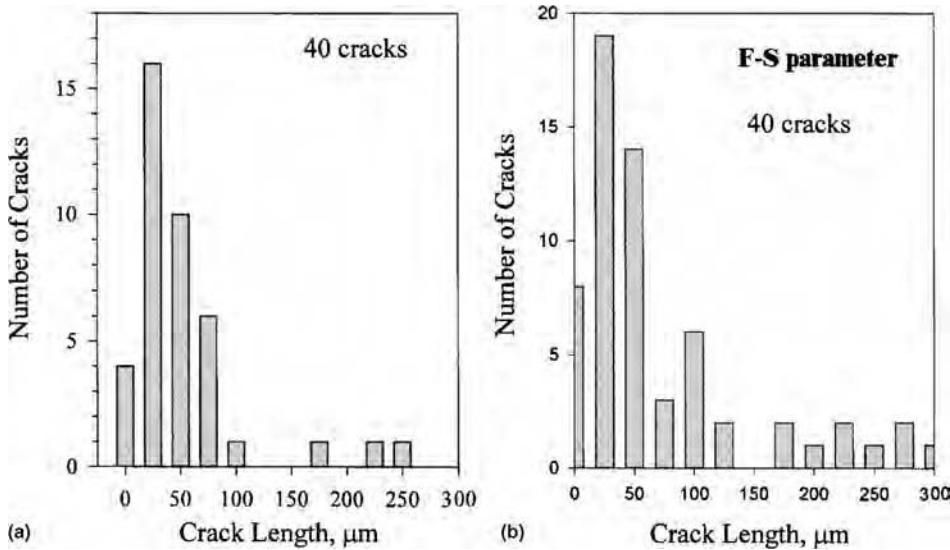 40 cracks
15
10
5
0
Number of Cracks
0 50 100 150 200 250 300
Crack Length, μm
(a)
F-S parameter
40 cracks
20
15
10
5
0
Number of Cracks
0 50 100 150 200 250 300
Crack Length, μm
(b)